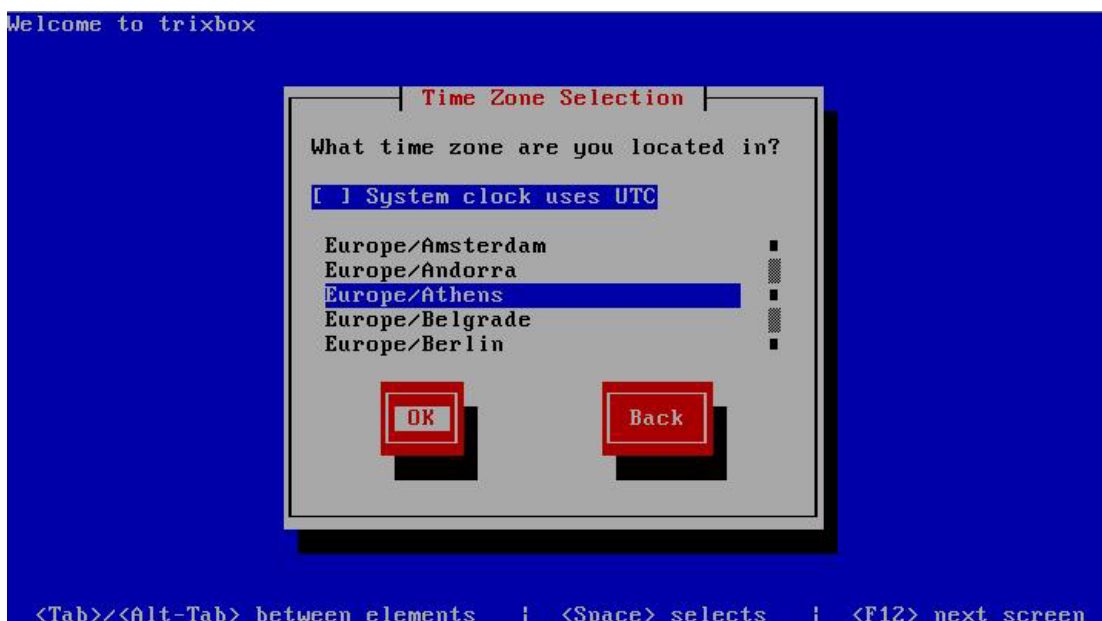 Welcome to trixbox
Time Zone Selection
What time zone are you located in?
[ ] System clock uses UTC
Europe/Amsterdam
Europe/Andorra
Europe/Athens
Europe/Belgrade
Europe/Berlin
OK Back
<Tab>/<Alt-Tab> between elements | <Space> selects | <F12> next screen